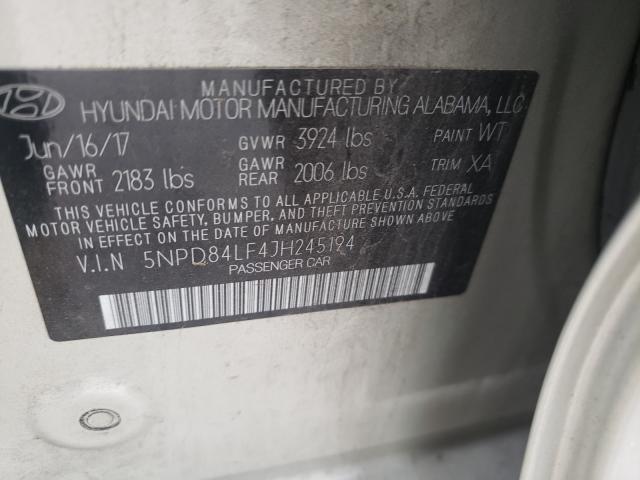 MANUFACTURED BY
HYUNDAI MOTOR MANUFACTURING ALABAMA, LLC
Jun/16/17 GVWR 3924 lbs PAINT WT
GAWR FRONT 2183 lbs GAWR REAR 2006 lbs TRIM XA
THIS VEHICLE CONFORMS TO ALL APPLICABLE U.S.A. FEDERAL
MOTOR VEHICLE SAFETY, BUMPER, AND THEFT PREVENTION STANDARDS
IN EFFECT ON THE DATE OF MANUFACTURE SHOWN ABOVE.
V.I.N 5NPD84LF4JH245194
PASSENGER CAR